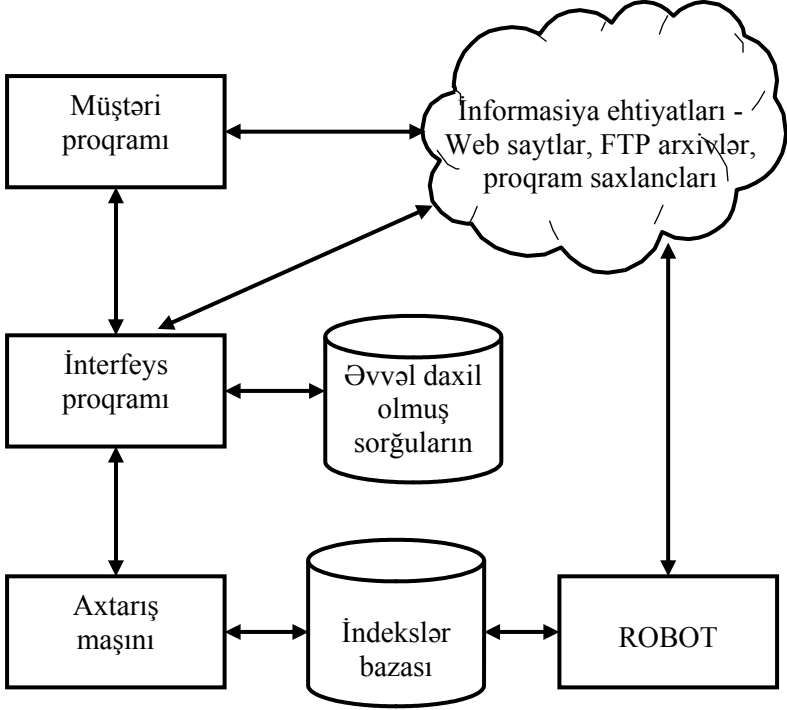 Müştəri
proqramı
İnformasiya ehtiyatları -
Web saytlar, FTP arxivlər,
proqram saxlancları
İnterfeys
proqramı
Əvvəl daxil
olmuş
sorğuların
Axtarış
maşını
İndekslər
bazası
ROBOT